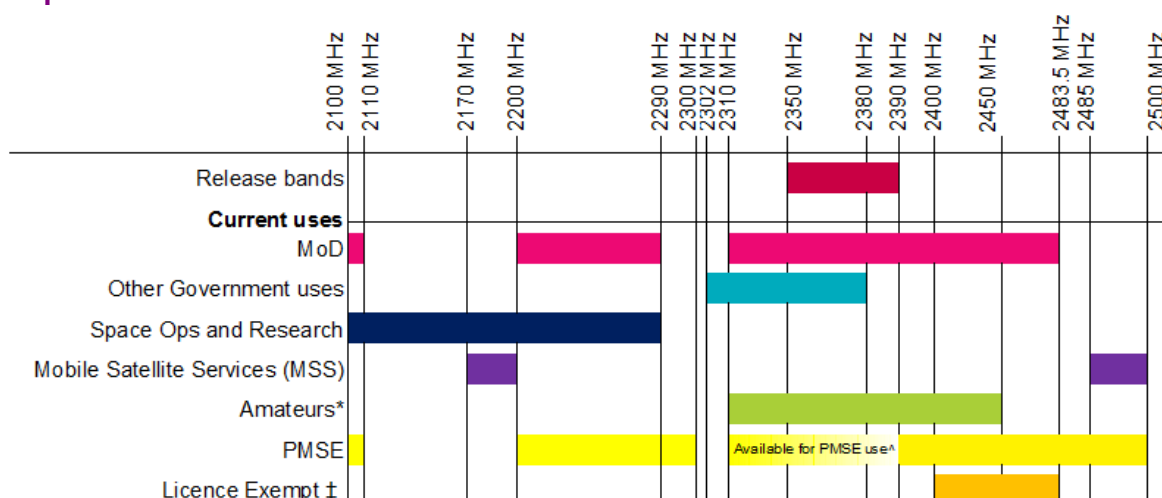 2100 MHz
2110 MHz
2170 MHz
2200 MHz
2290 MHz
2300 MHz
2302 MHz
2310 MHz
2350 MHz
2380 MHz
2390 MHz
2400 MHz
2450 MHz
2483.5 MHz
2485 MHz
2500 MHz
Release bands
Current uses
MoD
Other Government uses
Space Ops and Research
Mobile Satellite Services (MSS)
Amateurs*
PMSE
Available for PMSE use^
Licence Exempt ‡